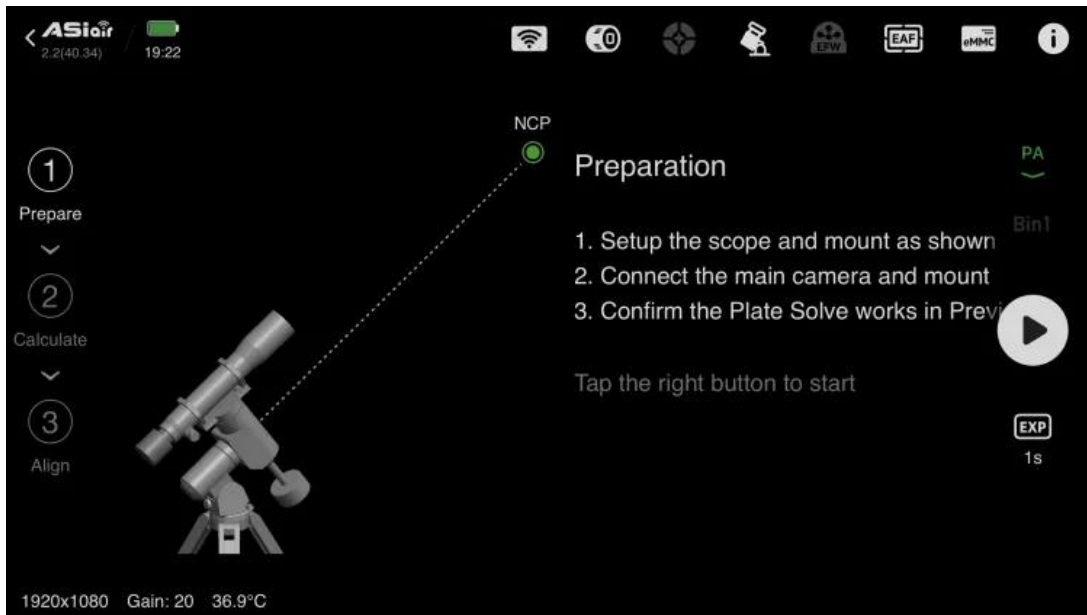 ASiair
2.2(40.34)
19:22
EFW
EAF
eMMC
i
NCP
1
Prepare
2
Calculate
3
Align
Preparation
1. Setup the scope and mount as shown
2. Connect the main camera and mount
3. Confirm the Plate Solve works in Previ
Tap the right button to start
PA
Bin1
EXP
1s
1920x1080 Gain: 20 36.9°C